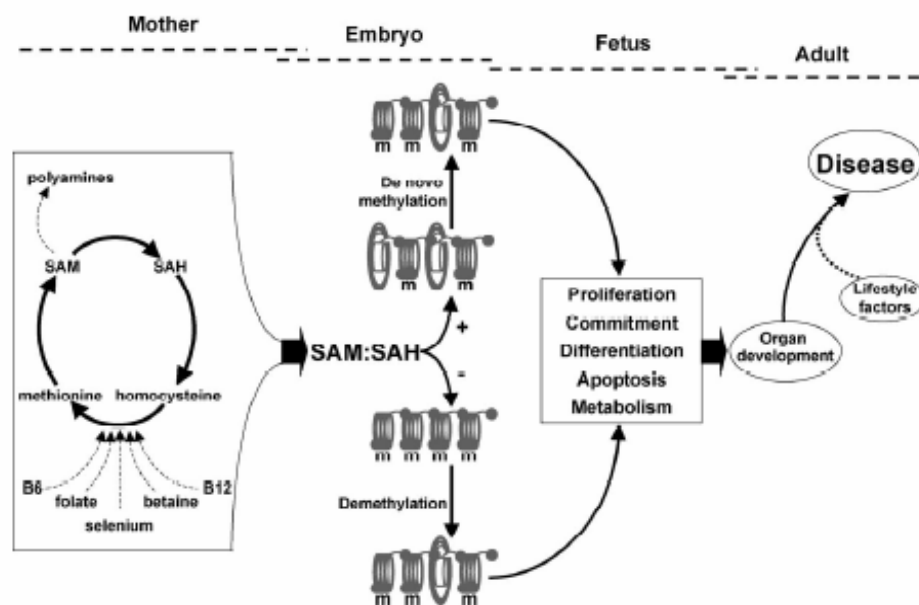 Mother
Embryo
Fetus
Adult
polyamines
SAM
SAH
methionine
homocysteine
B6
folate
selenium
betaine
B12
SAM:SAH
+
-
m m m
De novo
methylation
m m
m m m m
Demethylation
m m m
Proliferation
Commitment
Differentiation
Apoptosis
Metabolism
Organ
development
Disease
Lifestyle
factors